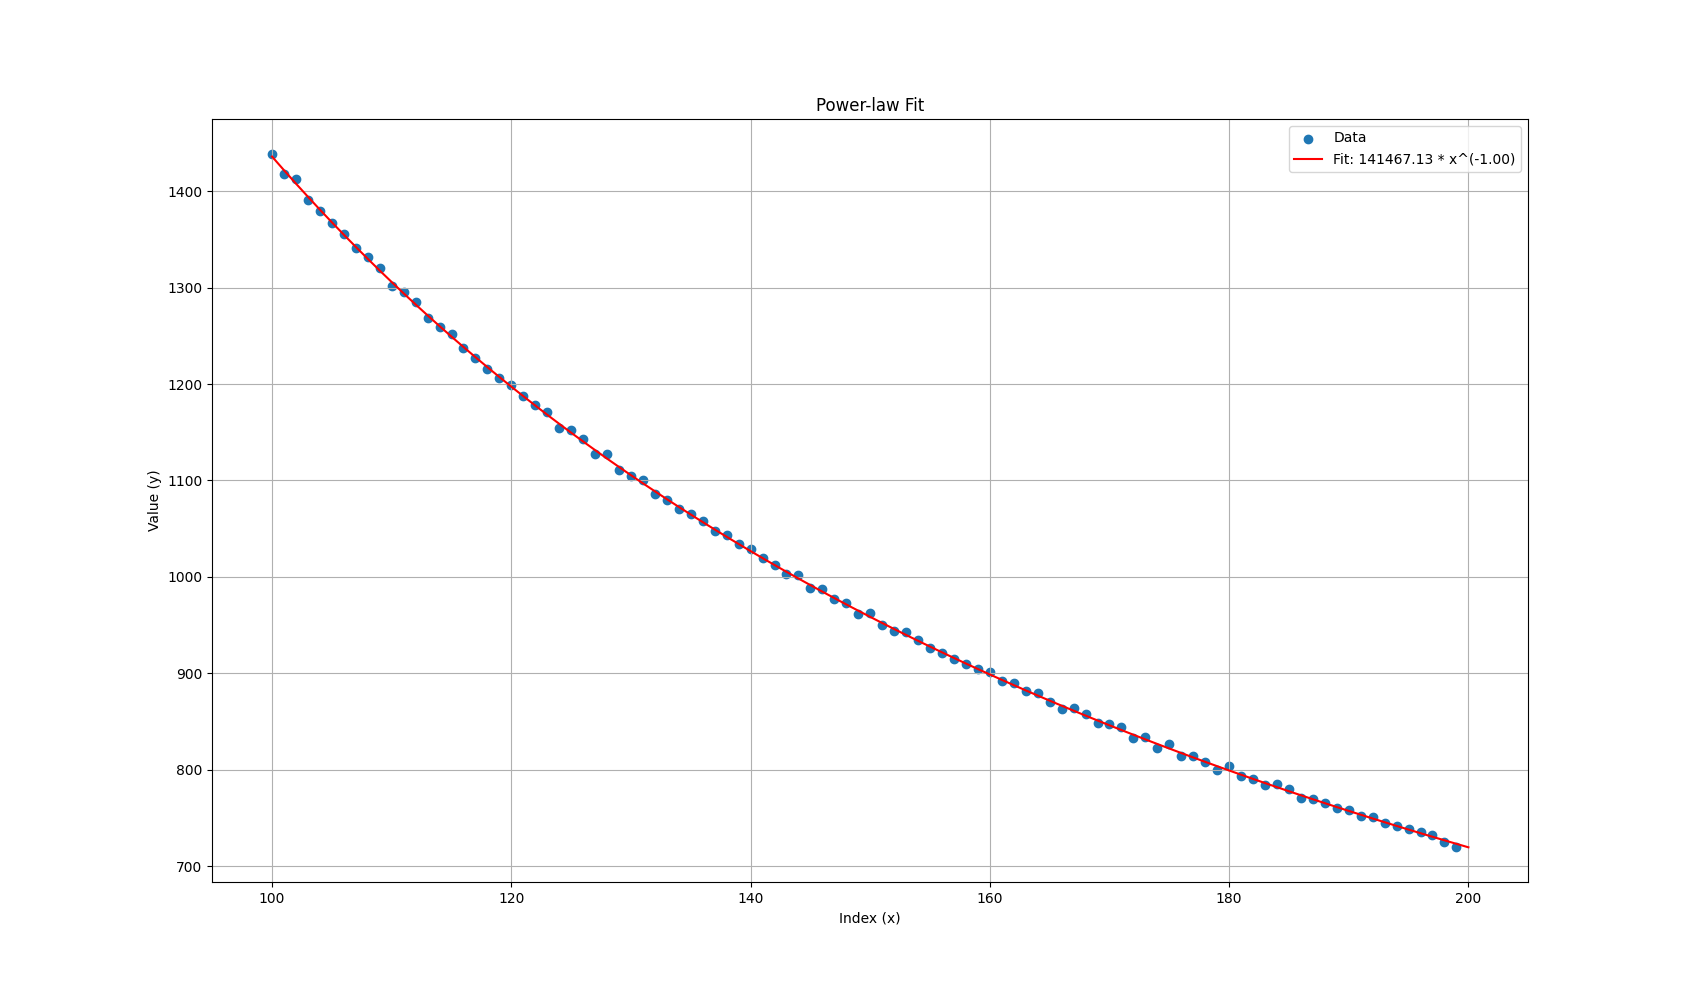 Power-law Fit
Data
Fit: 141467.13 * x^(-1.00)
Value (y)
1400
1300
1200
1100
1000
900
800
700
100 120 140 160 180 200
Index (x)